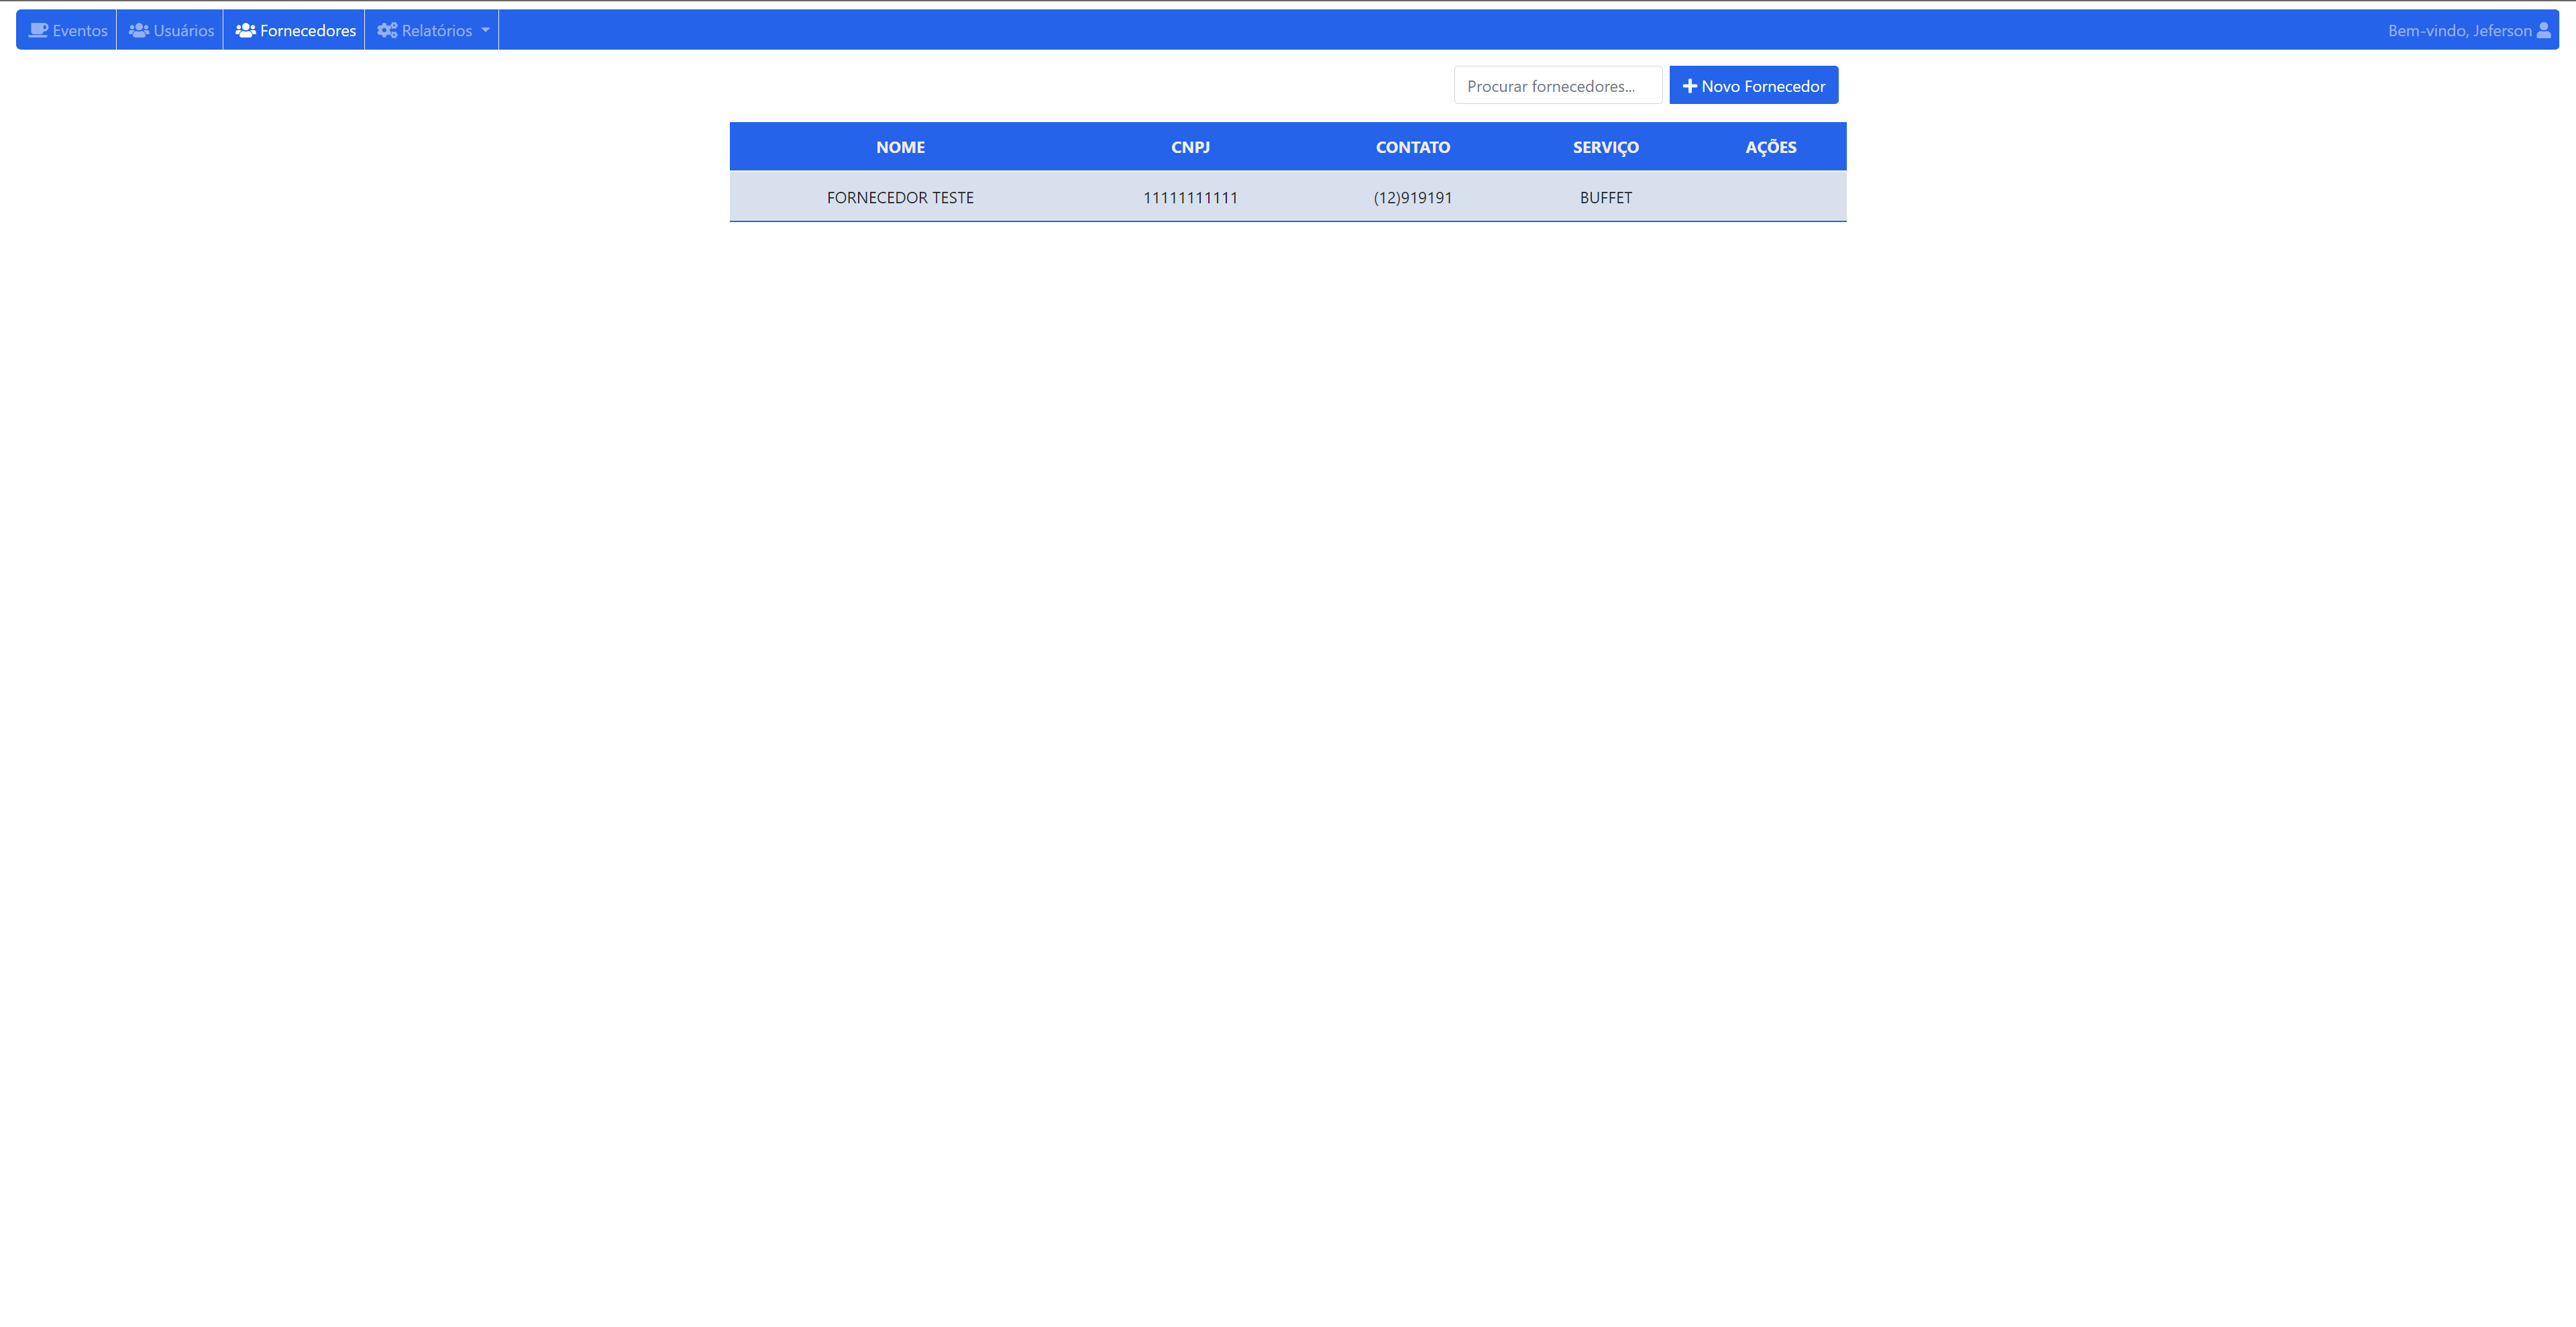 Eventos Usuários Fornecedores Relatórios Bem-vindo, Jeferson
Procurar fornecedores... Novo Fornecedor
NOME CNPJ CONTATO SERVIÇO AÇÕES
FORNECEDOR TESTE 11111111111 (12)919191 BUFFET